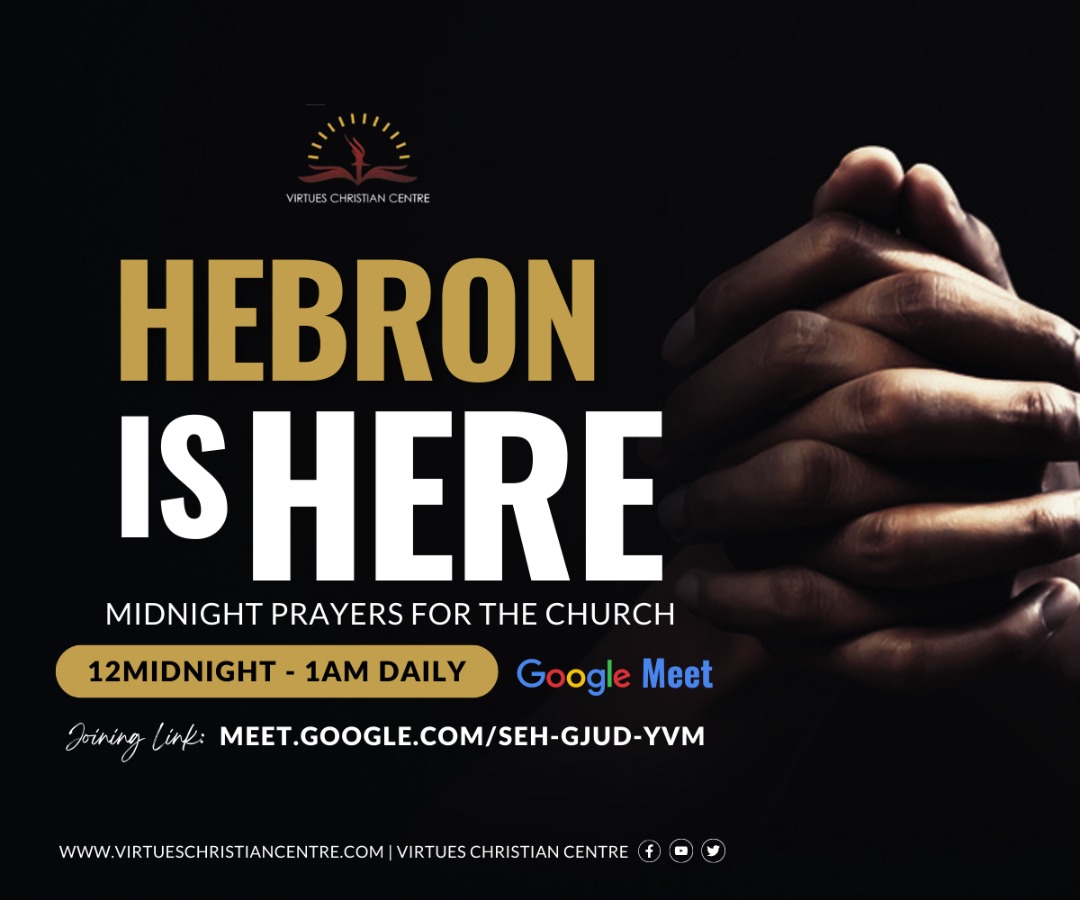 VIRTUES CHRISTIAN CENTRE
HEBRON
IS HERE
MIDNIGHT PRAYERS FOR THE CHURCH
12MIDNIGHT - 1AM DAILY
Google Meet
Joining Link: MEET.GOOGLE.COM/SEH-GJUD-YVM
WWW.VIRTUESCHRISTIANCENTRE.COM | VIRTUES CHRISTIAN CENTRE